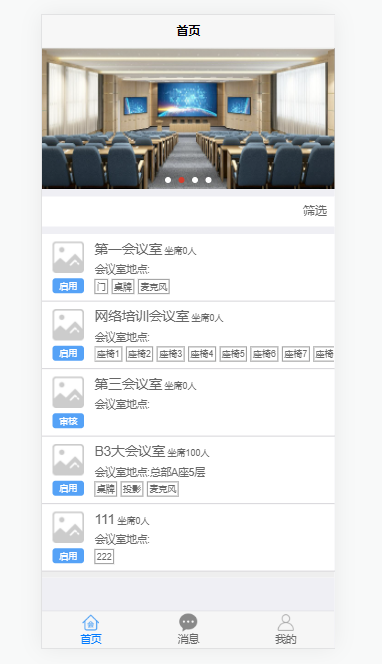 首页
筛选
第一会议室 坐席0人
会议室地点:
启用 门 桌牌 麦克风
网络培训会议室 坐席0人
会议室地点:
启用 座椅1 座椅2 座椅3 座椅4 座椅5 座椅6 座椅7 座椅
第三会议室 坐席0人
会议室地点:
审核
B3大会议室 坐席100人
会议室地点:总部A座5层
启用 桌牌 投影 麦克风
111 坐席0人
会议室地点:
启用 222
首页 消息 我的